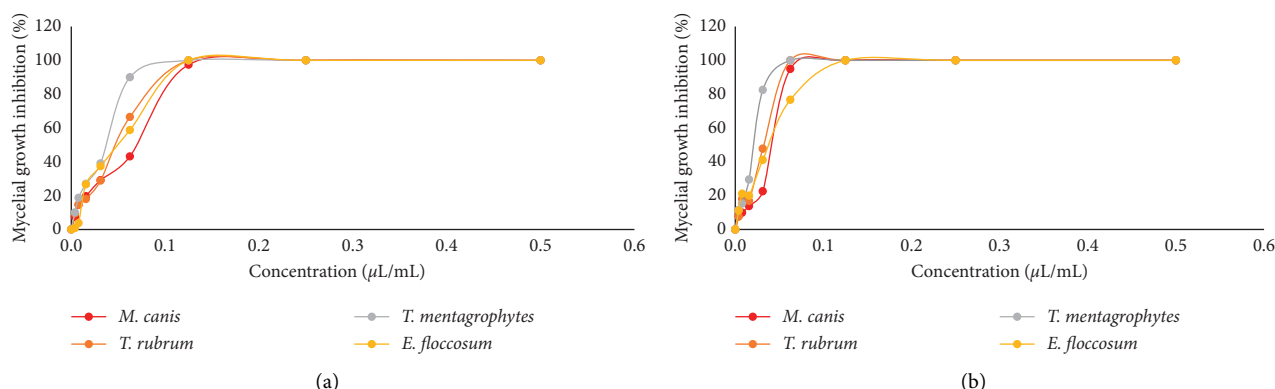 Mycelial growth inhibition (%)
120
100
80
60
40
20
0
0.0
0.1
0.2
0.3
0.4
0.5
0.6
Concentration (μL/mL)
M. canis
T. rubrum
T. mentagrophytes
E. floccosum
(a)
Mycelial growth inhibition (%)
120
100
80
60
40
20
0
0.0
0.1
0.2
0.3
0.4
0.5
0.6
Concentration (μL/mL)
M. canis
T. rubrum
T. mentagrophytes
E. floccosum
(b)